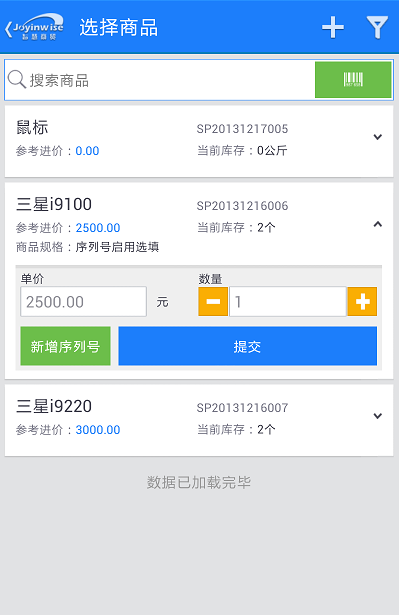 Joyinwise
智慧商贸
选择商品
搜索商品
鼠标
SP20131217005
参考进价：0.00
当前库存：0公斤
三星i9100
SP20131216006
参考进价：2500.00
当前库存：2个
商品规格：序列号启用选填
单价
数量
2500.00
元
1
新增序列号
提交
三星i9220
SP20131216007
参考进价：3000.00
当前库存：2个
数据已加载完毕